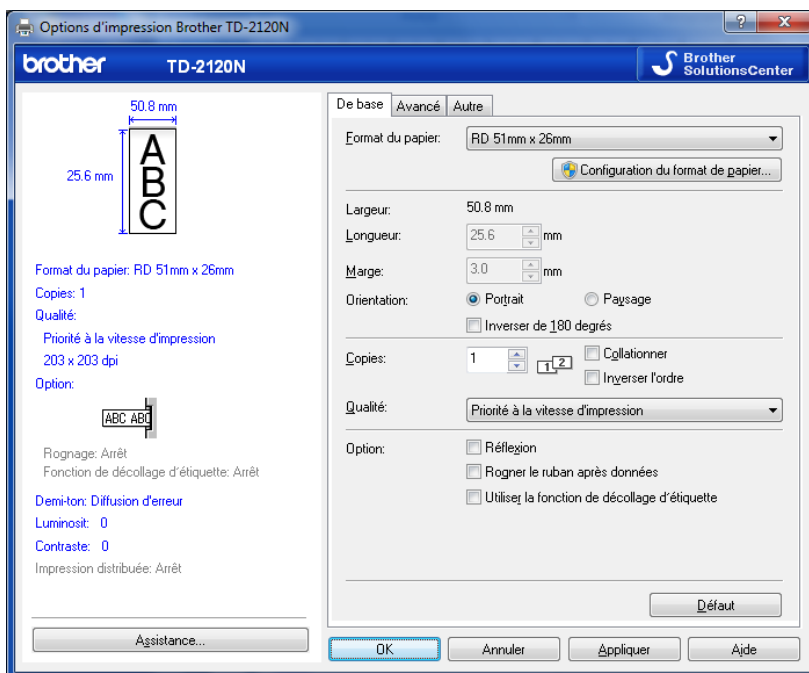 Options d'impression Brother TD-2120N
?
X
brother
TD-2120N
Brother
SolutionsCenter
50.8 mm
25.6 mm
A
B
C
Format du papier: RD 51mm x 26mm
Copies: 1
Qualité:
Priorité à la vitesse d'impression
203 x 203 dpi
Option:
ABC ABC
Rognage: Arrêt
Fonction de décollage d'étiquette: Arrêt
Demi-ton: Diffusion d'erreur
Luminosit: 0
Contraste: 0
Impression distribuée: Arrêt
Assistance...
De base Avancé Autre
Format du papier: RD 51mm x 26mm
Configuration du format de papier...
Largeur: 50.8 mm
Longueur: 25.6 mm
Marge: 3.0 mm
Orientation: Portrait Paysage
Inverser de 180 degrés
Copies: 1 1 2 Collationner
Inverser l'ordre
Qualité: Priorité à la vitesse d'impression
Option: Réflexion
Rogner le ruban après données
Utiliser la fonction de décollage d'étiquette
Défaut
OK Annuler Appliquer Aide